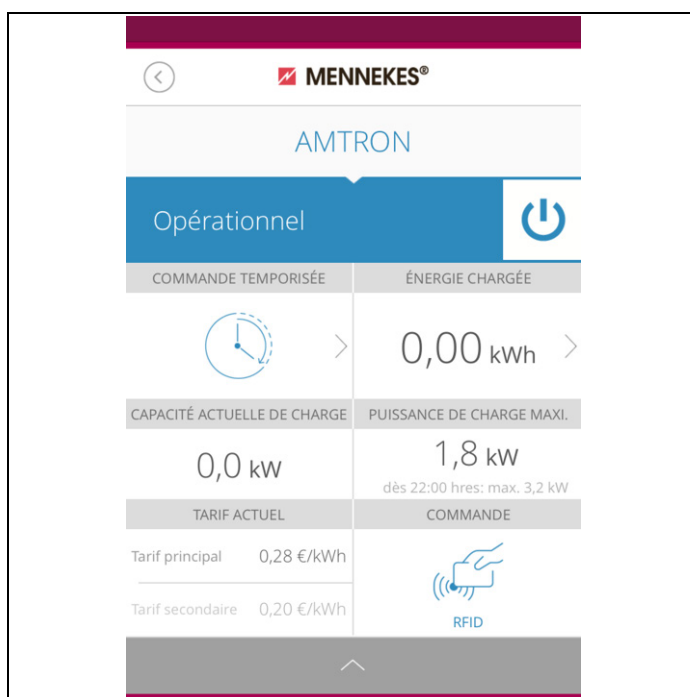 MENNEKES®
AMTRON
Opérationnel
COMMANDE TEMPORISÉE
ÉNERGIE CHARGÉE
0,00 kWh
CAPACITÉ ACTUELLE DE CHARGE
PUISSANCE DE CHARGE MAXI.
0,0 kW
1,8 kW
dès 22:00 hres: max. 3,2 kW
TARIF ACTUEL
COMMANDE
Tarif principal 0,28 €/kWh
Tarif secondaire 0,20 €/kWh
RFID